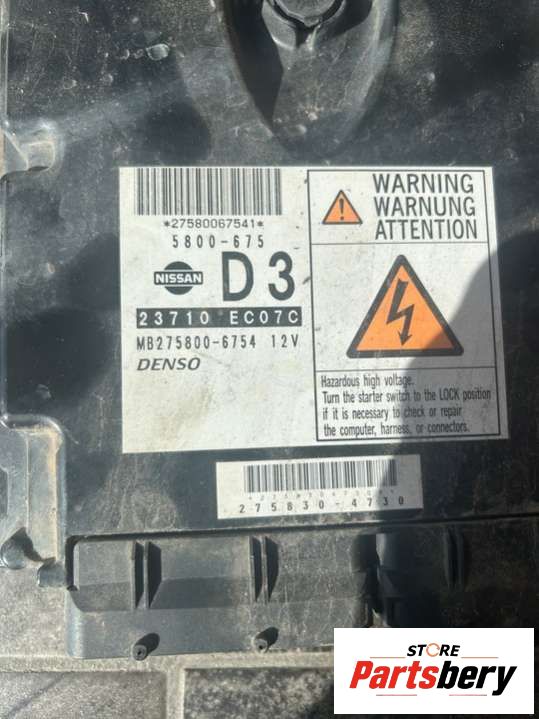 *27580067541*
5800-675
NISSAN
D3
23710 EC07C
MB275800-6754 12V
DENSO
WARNING
WARNUNG
ATTENTION
Hazardous high voltage.
Turn the starter switch to the LOCK position
if it is necessary to check or repair
the computer, harness, or connectors.
275830-4730
STORE
Partsbery